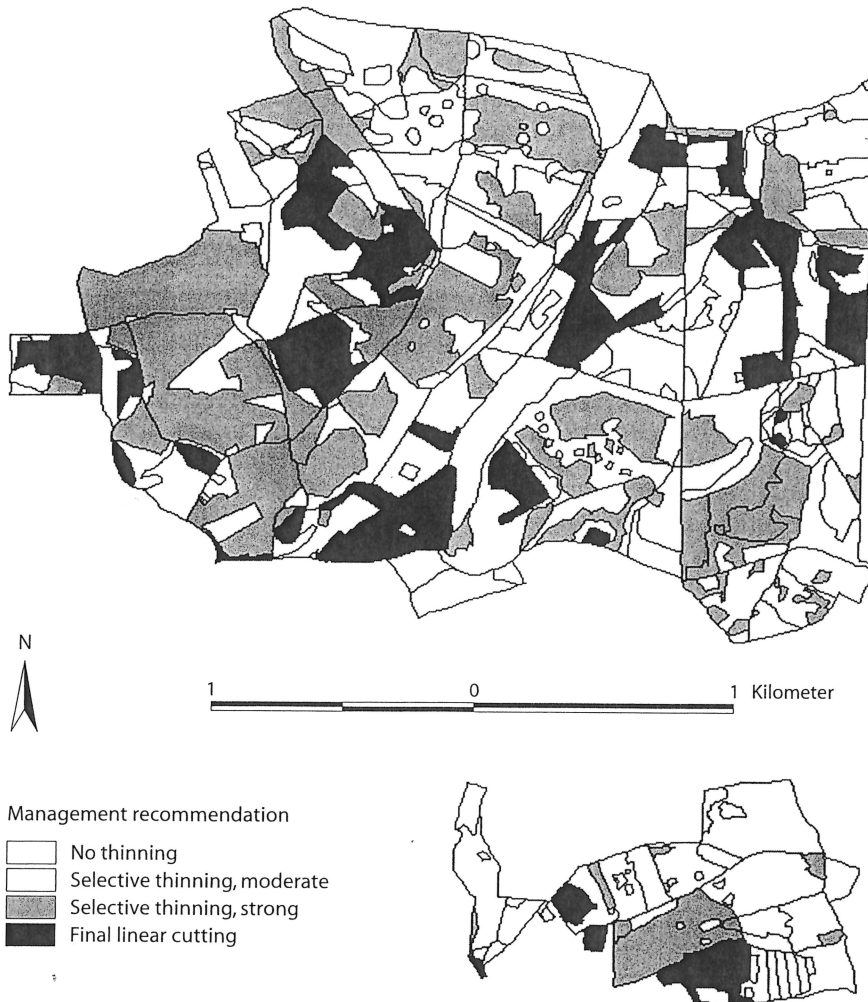 N
1 0 1 Kilometer
Management recommendation
No thinning
Selective thinning, moderate
Selective thinning, strong
Final linear cutting